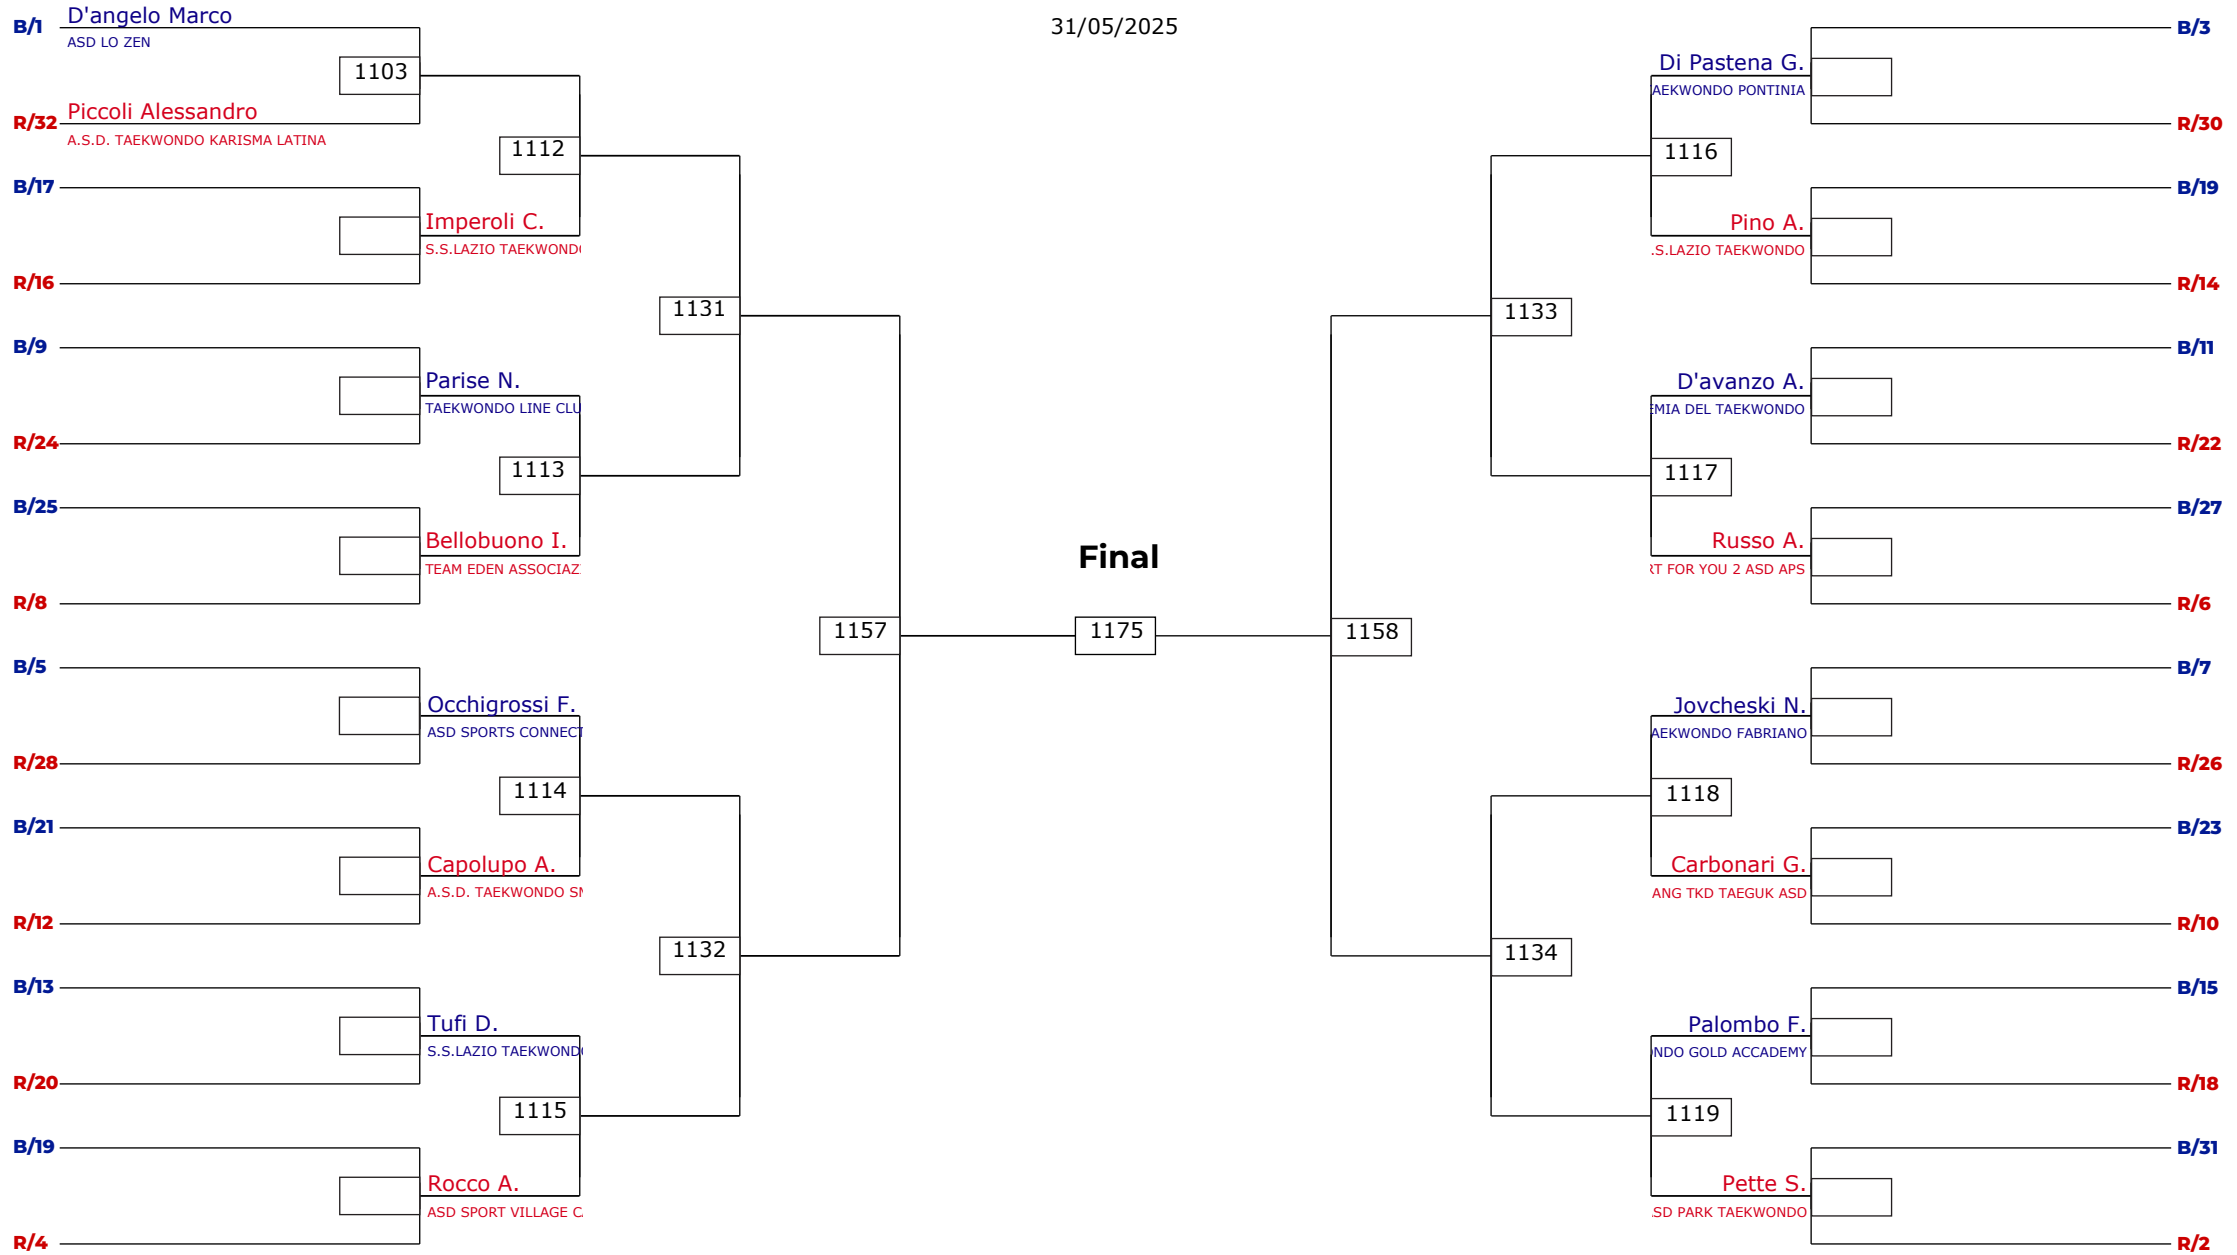 31/05/2025
B/1
D'angelo Marco
ASD LO ZEN
1103
R/32
Piccoli Alessandro
A.S.D. TAEKWONDO KARISMA LATINA
1112
B/17
Imperoli C.
S.S.LAZIO TAEKWONDO
R/16
1131
B/9
Parise N.
TAEKWONDO LINE CLU
R/24
1113
B/25
Bellobuono I.
TEAM EDEN ASSOCIAZ
R/8
1157
B/5
Occhigrossi F.
ASD SPORTS CONNECT
R/28
1114
B/21
Capolupo A.
A.S.D. TAEKWONDO
R/12
1132
B/13
Tufi D.
S.S.LAZIO TAEKWONDO
R/20
1115
B/19
Rocco A.
ASD SPORT VILLAGE
R/4
Final
1175
B/3
Di Pastena G.
AEKWONDO PONTINIA
R/30
1116
B/19
Pino A.
.S.LAZIO TAEKWONDO
R/14
1133
B/11
D'avanzo A.
EMIA DEL TAEKWONDO
R/22
1117
B/27
Russo A.
RT FOR YOU 2 ASD APS
R/6
1158
B/7
Jovcheski N.
AEKWONDO FABRIANO
R/26
1118
B/23
Carbonari G.
ANG TKD TAEGUK ASD
R/10
1134
B/15
Palombo F.
NDO GOLD ACCADEMY
R/18
1119
B/31
Pette S.
SD PARK TAEKWONDO
R/2